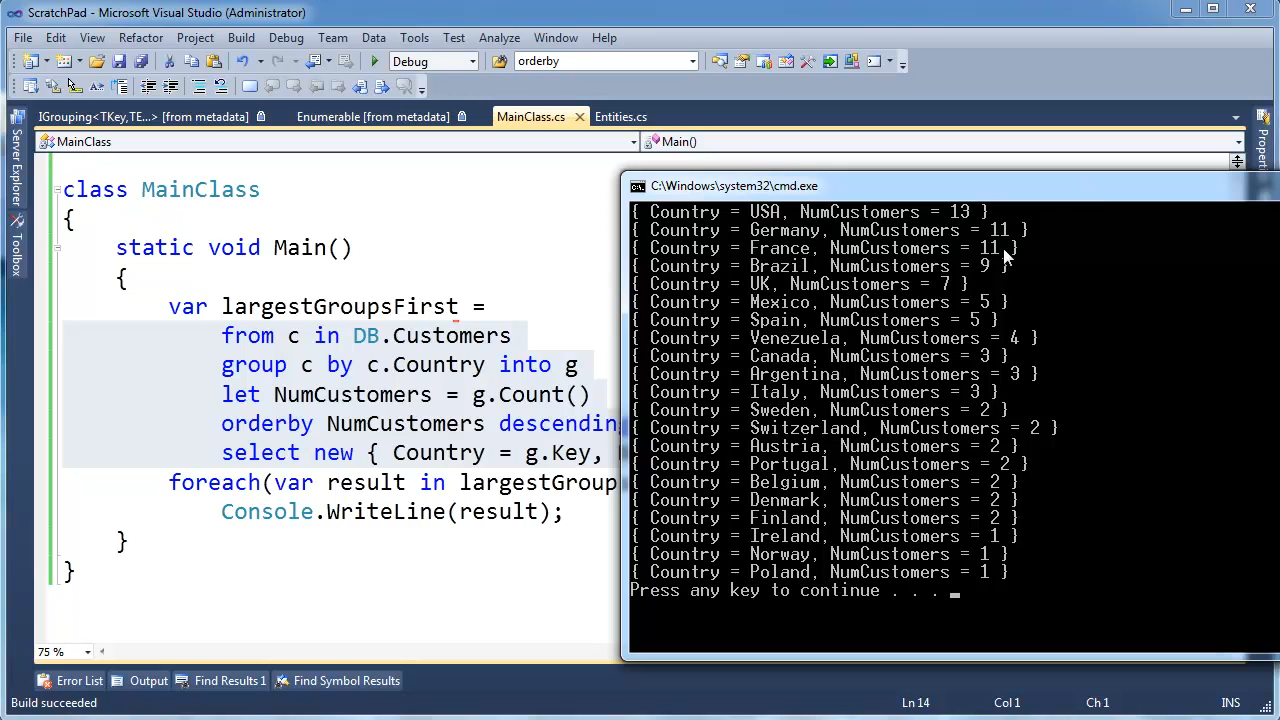 ScratchPad - Microsoft Visual Studio (Administrator)
File Edit View Refactor Project Build Debug Team Data Tools Test Analyze Window Help
Debug orderby
IGrouping<TKey,TE...> [from metadata] Enumerable [from metadata] MainClass.cs Entities.cs
MainClass Main()
Server Explorer
Toolbox
class MainClass
{
static void Main()
{
var largestGroupsFirst =
from c in DB.Customers
group c by c.Country into g
let NumCustomers = g.Count()
orderby NumCustomers descending
select new { Country = g.Key,
foreach(var result in largestGroup
Console.WriteLine(result);
}
}
C:\Windows\system32\cmd.exe
{ Country = USA, NumCustomers = 13 }
{ Country = Germany, NumCustomers = 11 }
{ Country = France, NumCustomers = 11 }
{ Country = Brazil, NumCustomers = 9 }
{ Country = UK, NumCustomers = 7 }
{ Country = Mexico, NumCustomers = 5 }
{ Country = Spain, NumCustomers = 5 }
{ Country = Venezuela, NumCustomers = 4 }
{ Country = Canada, NumCustomers = 3 }
{ Country = Argentina, NumCustomers = 3 }
{ Country = Italy, NumCustomers = 3 }
{ Country = Sweden, NumCustomers = 2 }
{ Country = Switzerland, NumCustomers = 2 }
{ Country = Austria, NumCustomers = 2 }
{ Country = Portugal, NumCustomers = 2 }
{ Country = Belgium, NumCustomers = 2 }
{ Country = Denmark, NumCustomers = 2 }
{ Country = Finland, NumCustomers = 2 }
{ Country = Ireland, NumCustomers = 1 }
{ Country = Norway, NumCustomers = 1 }
{ Country = Poland, NumCustomers = 1 }
Press any key to continue . . . _
75 %
Error List Output Find Results 1 Find Symbol Results
Build succeeded Ln 14 Col 1 Ch 1 INS